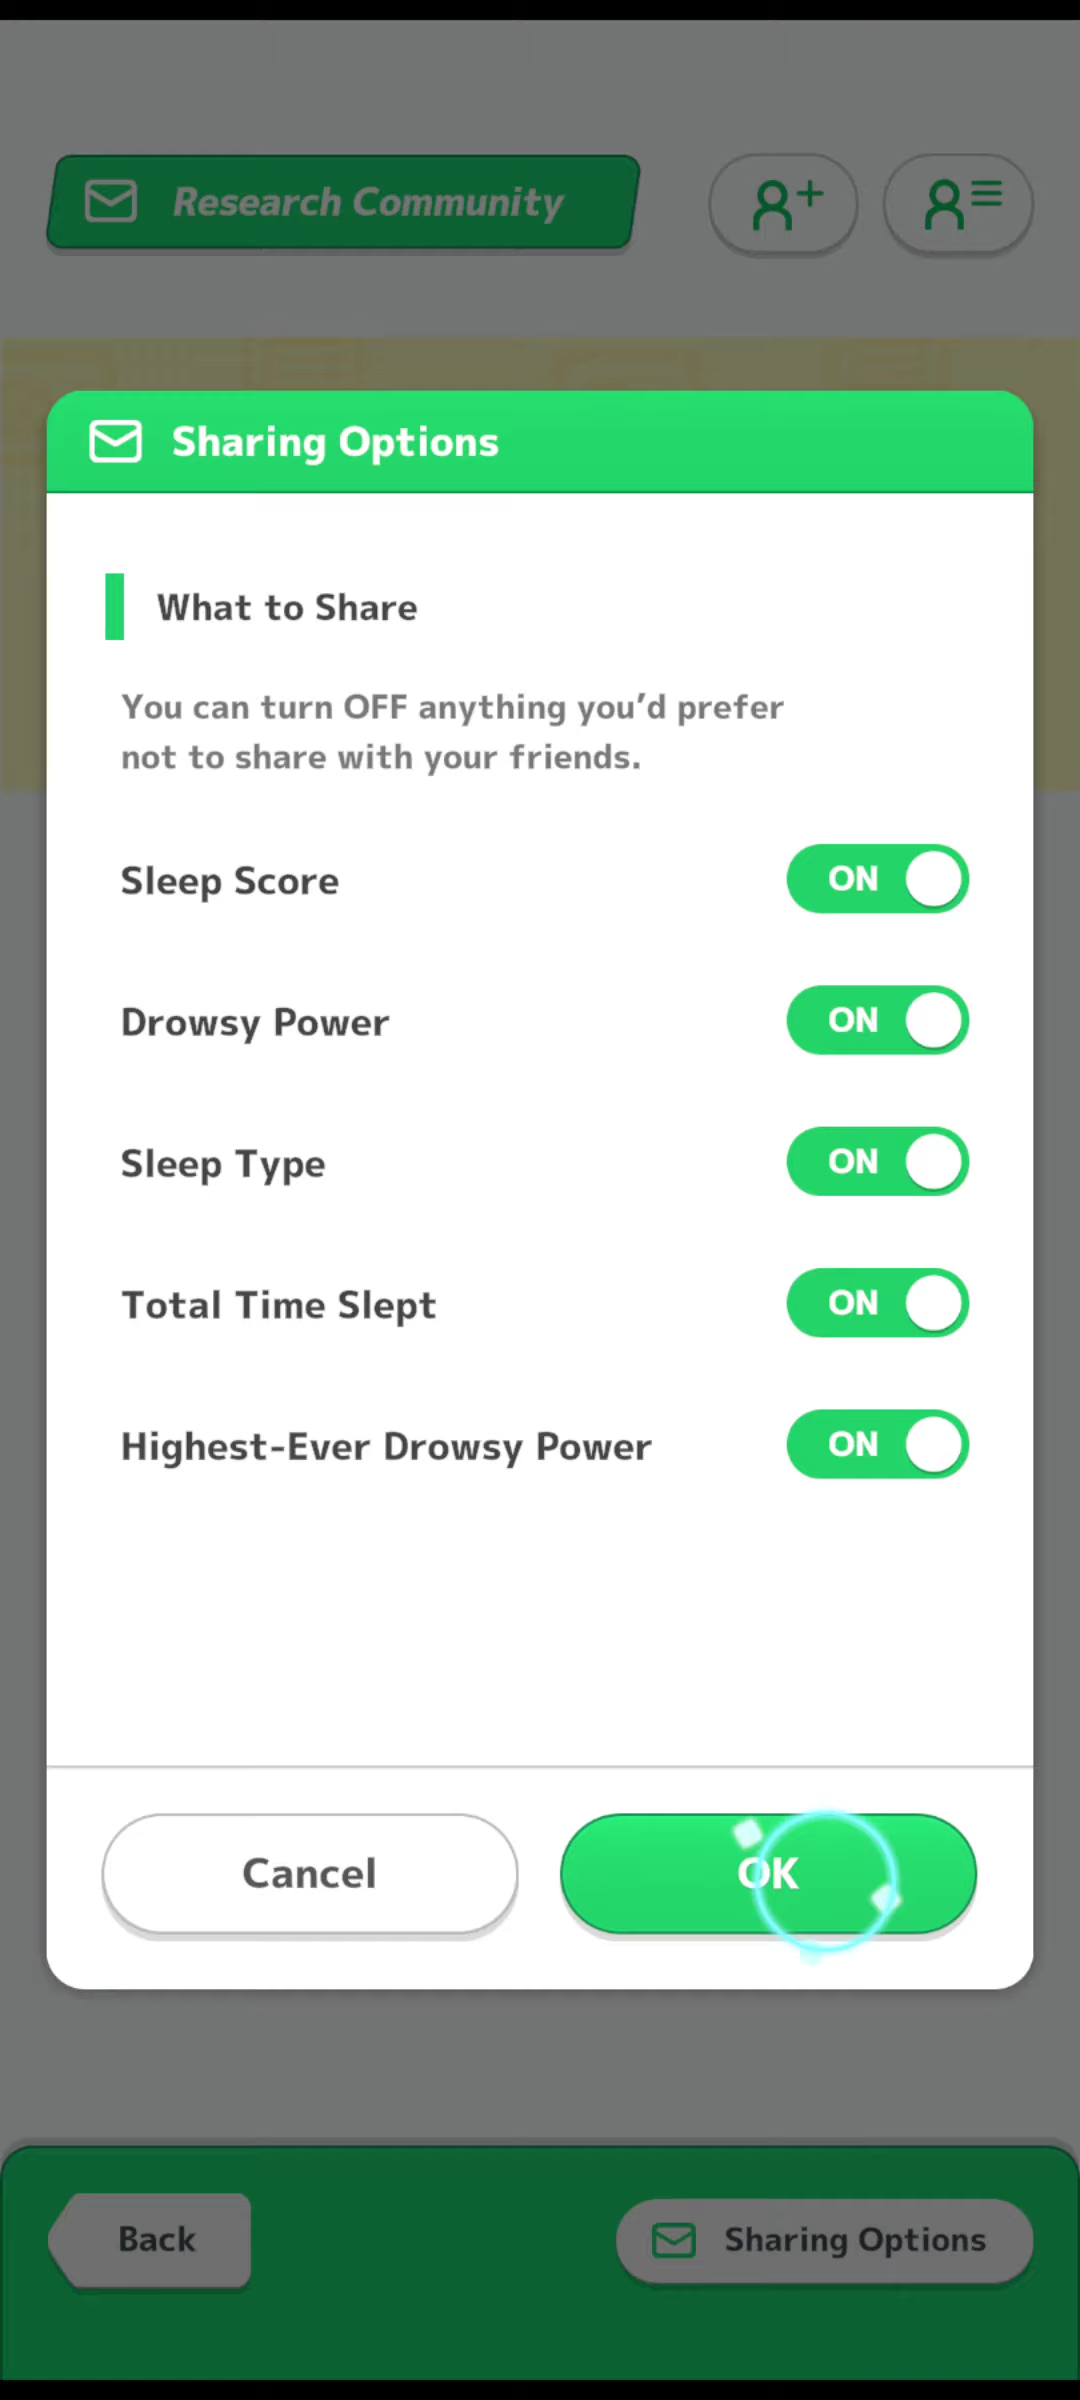 Research Community
Sharing Options
What to Share
You can turn OFF anything you’d prefer
not to share with your friends.
Sleep Score ON
Drowsy Power ON
Sleep Type ON
Total Time Slept ON
Highest-Ever Drowsy Power ON
Cancel OK
Back Sharing Options